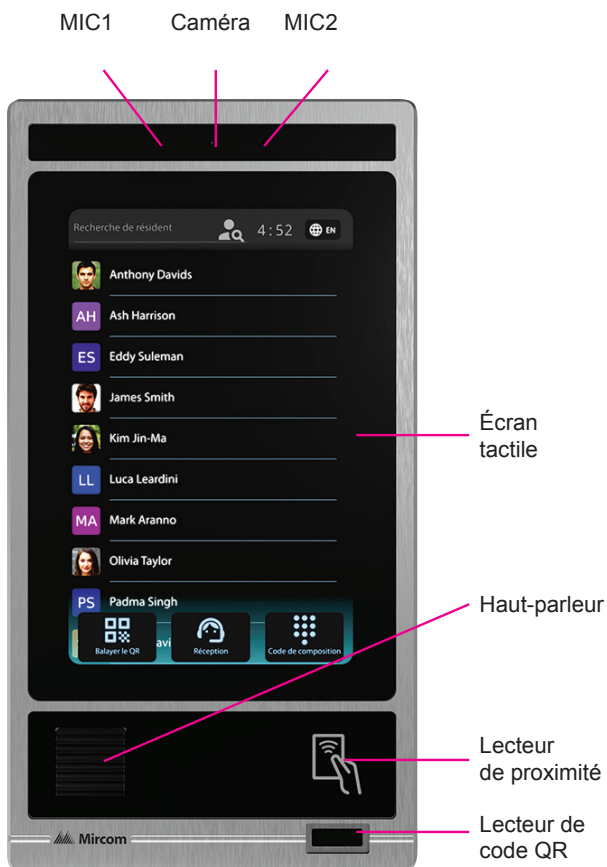 MIC1 Caméra MIC2
Recherche de résident 4:52 EN
Anthony Davids
AH Ash Harrison
ES Eddy Suleman
James Smith
Kim Jin-Ma
LL Luca Leardini
MA Mark Aranno
Olivia Taylor
PS Padma Singh
Balayer le QR Réception Code de composition
Écran
tactile
Haut-parleur
Lecteur
de proximité
Lecteur de
code QR
Mircom